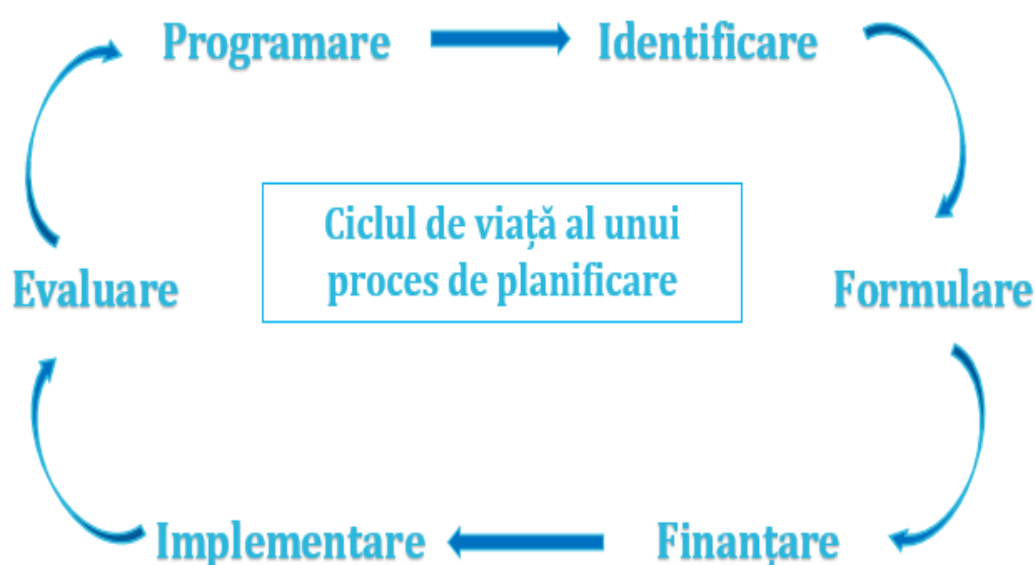 Programare
Identificare
Ciclul de viață al unui
proces de planificare
Evaluare
Formulare
Implementare
Finanțare